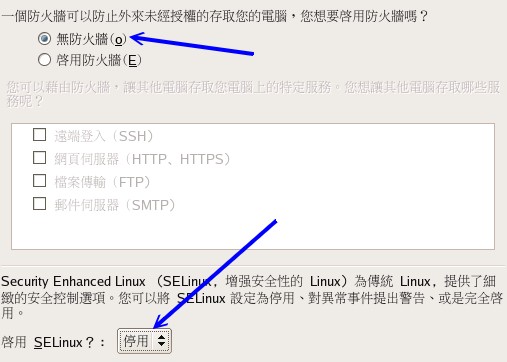 一個防火牆可以防止外來未經授權的存取您的電腦，您想要啓用防火牆嗎？
無防火牆(o)
啓用防火牆(E)
您可以藉由防火牆，讓其他電腦存取您電腦上的特定服務。您想讓其他電腦存取哪些服
務呢？
遠端登入（SSH）
網頁伺服器（HTTP、HTTPS）
檔案傳輸（FTP）
郵件伺服器（SMTP）
Security Enhanced Linux （SELinux，增强安全性的 Linux）為傳統 Linux，提供了細
緻的安全控制選項。您可以將 SELinux 設定為停用、對異常事件提出警告、或是完全啓
用。
啓用 SELinux？： 停用